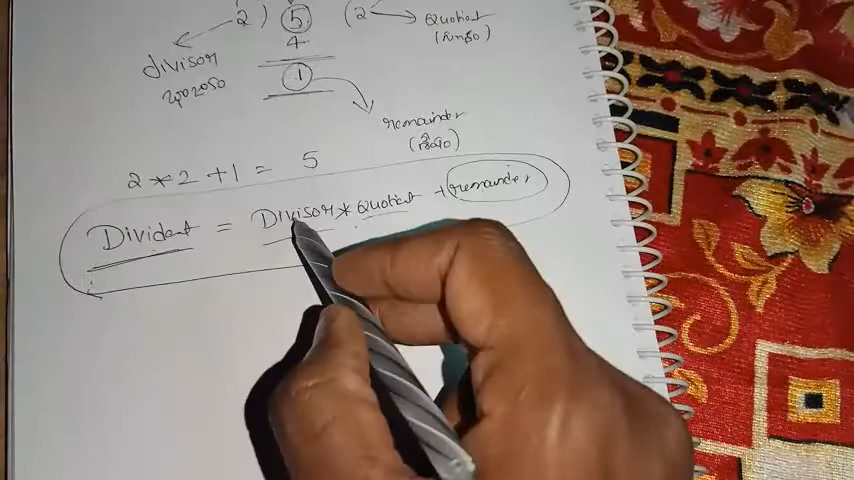 2 ) 5 ( 2 Quotient
4
divisor
1
remainder
2 * 2 + 1 = 5
Divident = Divisor * Quotient + remainder